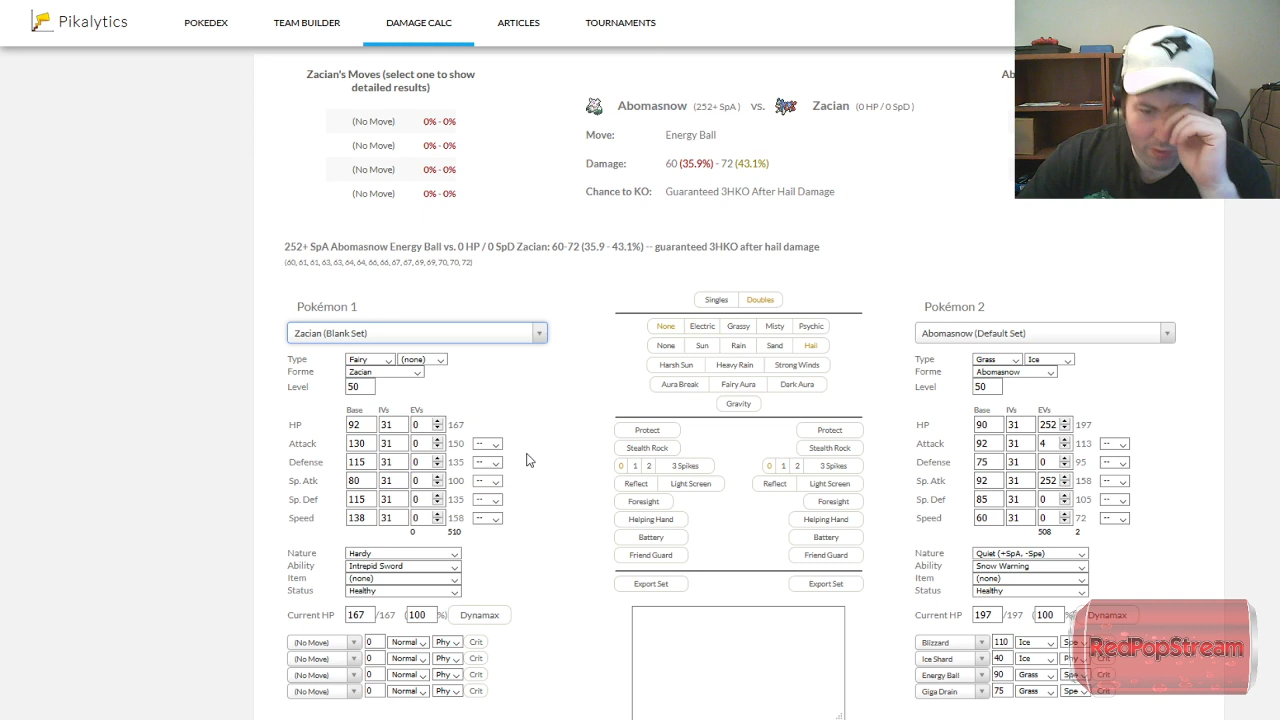 Pikalytics
POKEDEX TEAM BUILDER DAMAGE CALC ARTICLES TOURNAMENTS
Zacian's Moves (select one to show
detailed results)
(No Move) 0% - 0%
(No Move) 0% - 0%
(No Move) 0% - 0%
(No Move) 0% - 0%
Abomasnow (252+ SpA ) VS. Zacian (0 HP / 0 SpD )
Move: Energy Ball
Damage: 60 (35.9%) - 72 (43.1%)
Chance to KO: Guaranteed 3HKO After Hail Damage
252+ SpA Abomasnow Energy Ball vs. 0 HP / 0 SpD Zacian: 60-72 (35.9 - 43.1%) -- guaranteed 3HKO after hail damage
(60, 61, 61, 63, 63, 64, 64, 66, 66, 67, 67, 69, 69, 70, 70, 72)
Pokémon 1
Zacian (Blank Set)
Type Fairy (none)
Forme Zacian
Level 50
Base IVs EVs
HP 92 31 0 167
Attack 130 31 0 150 --
Defense 115 31 0 135 --
Sp. Atk 80 31 0 100 --
Sp. Def 115 31 0 135 --
Speed 138 31 0 158 --
0 510
Nature Hardy
Ability Intrepid Sword
Item (none)
Status Healthy
Current HP 167 /167 (100 %) Dynamax
(No Move) 0 Normal Phy Crit
(No Move) 0 Normal Phy Crit
(No Move) 0 Normal Phy Crit
(No Move) 0 Normal Phy Crit
Singles Doubles
None Electric Grassy Misty Psychic
None Sun Rain Sand Hail
Harsh Sun Heavy Rain Strong Winds
Aura Break Fairy Aura Dark Aura
Gravity
Protect Protect
Stealth Rock Stealth Rock
0 1 2 3 Spikes 0 1 2 3 Spikes
Reflect Light Screen Reflect Light Screen
Foresight Foresight
Helping Hand Helping Hand
Battery Battery
Friend Guard Friend Guard
Export Set Export Set
Pokémon 2
Abomasnow (Default Set)
Type Grass Ice
Forme Abomasnow
Level 50
Base IVs EVs
HP 90 31 252 197
Attack 92 31 4 113 --
Defense 75 31 0 95 --
Sp. Atk 92 31 252 158 --
Sp. Def 85 31 0 105 --
Speed 60 31 0 72 --
508 2
Nature Quiet (+SpA, -Spe)
Ability Snow Warning
Item (none)
Status Healthy
Current HP 197 /197 (100 %) Dynamax
Blizzard 110 Ice Spe
Ice Shard 40 Ice Phy Crit
Energy Ball 90 Grass Spe Crit
Giga Drain 75 Grass Spe Crit
RedPopStream